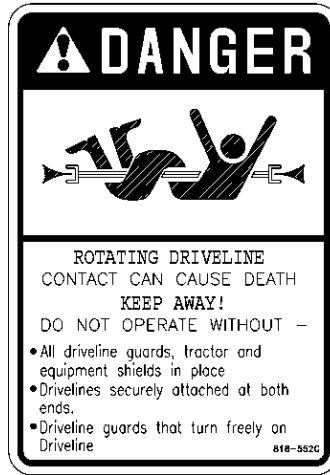 DANGER
ROTATING DRIVELINE
CONTACT CAN CAUSE DEATH
KEEP AWAY!
DO NOT OPERATE WITHOUT –
•All driveline guards, tractor and
equipment shields in place
•Drivelines securely attached at both
ends.
•Driveline guards that turn freely on
Driveline
818-552C